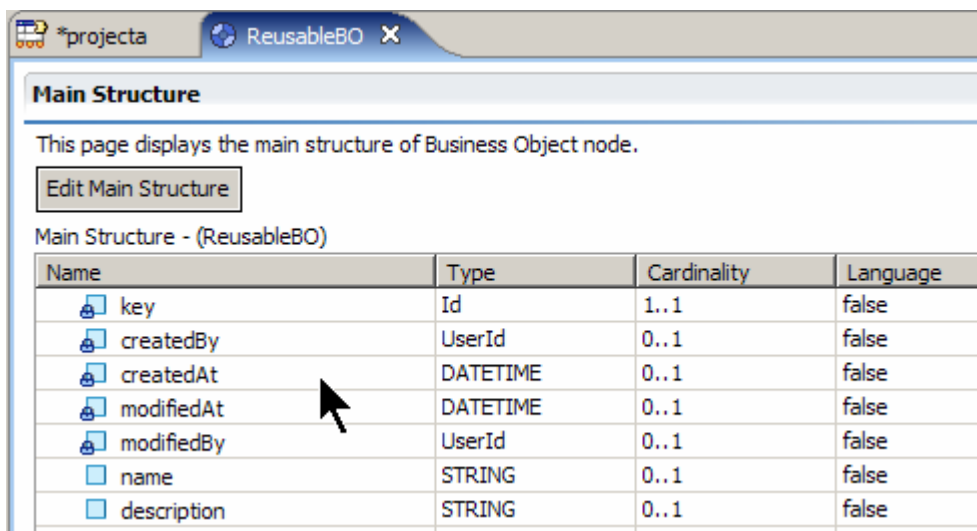 *projecta ReusableBO
Main Structure
This page displays the main structure of Business Object node.
Edit Main Structure
Main Structure - (ReusableBO)
Name Type Cardinality Language
key Id 1..1 false
createdBy UserId 0..1 false
createdAt DATETIME 0..1 false
modifiedAt DATETIME 0..1 false
modifiedBy UserId 0..1 false
name STRING 0..1 false
description STRING 0..1 false